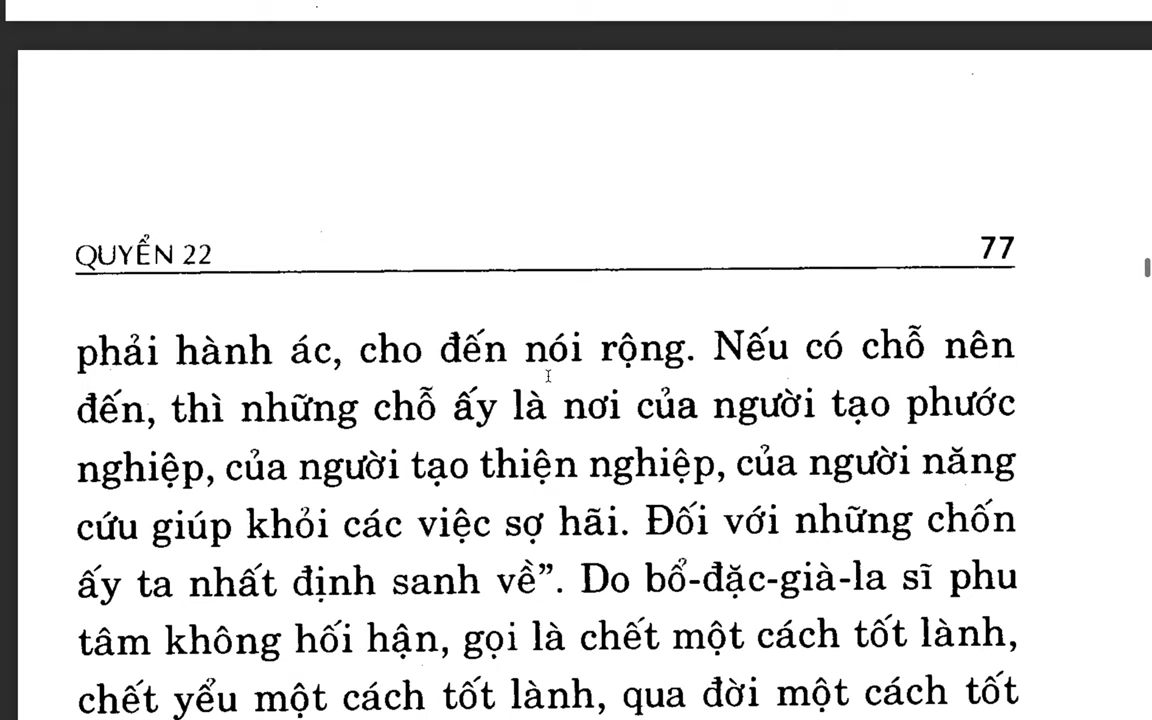 QUYỂN 22
77
phải hành ác, cho đến nói rộng. Nếu có chỗ nên
đến, thì những chỗ ấy là nơi của người tạo phước
nghiệp, của người tạo thiện nghiệp, của người năng
cứu giúp khỏi các việc sợ hãi. Đối với những chốn
ấy ta nhất định sanh về”. Do bổ-đặc-già-la sĩ phu
tâm không hối hận, gọi là chết một cách tốt lành,
chết yểu một cách tốt lành, qua đời một cách tốt